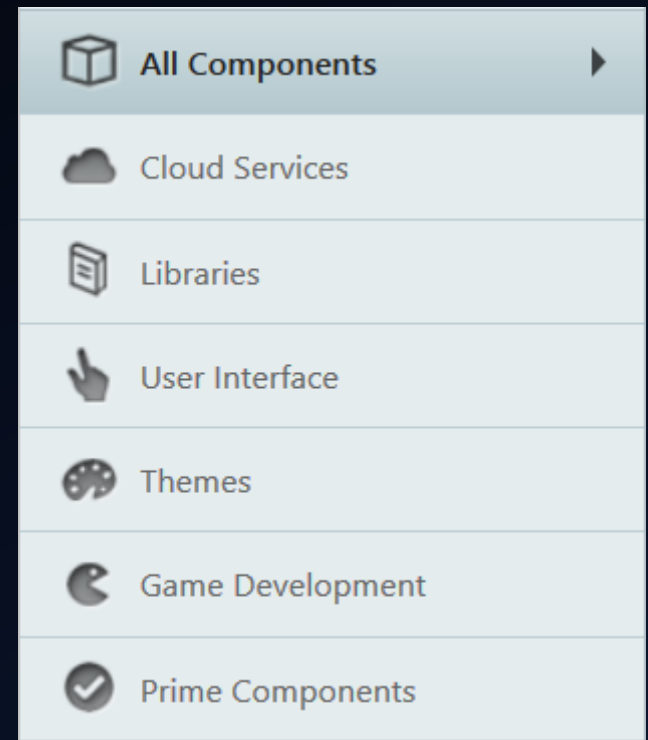 All Components
Cloud Services
Libraries
User Interface
Themes
Game Development
Prime Components